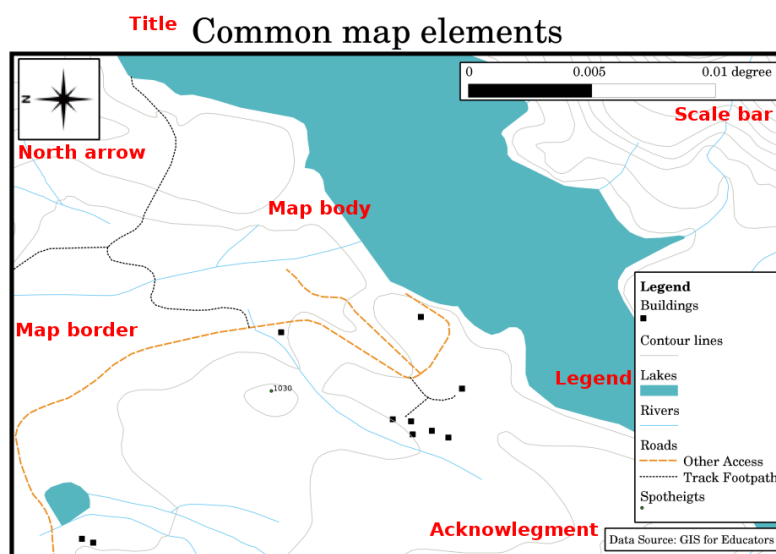 Title Common map elements
0 0.005 0.01 degree
Scale bar
N
North arrow
Map body
Map border
Legend
Legend
Buildings
Contour lines
Lakes
Rivers
Roads
Other Access
Track Footpath
Spotheigts
1030
Acknowlegment
Data Source: GIS for Educators